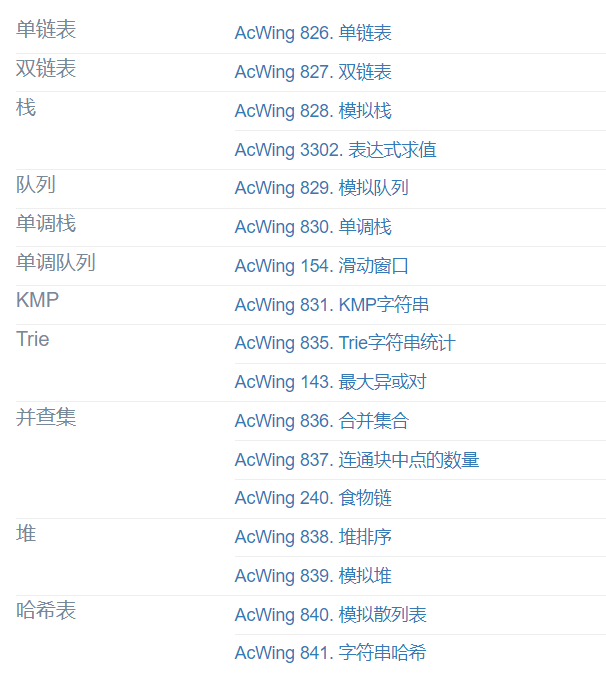 单链表 AcWing 826. 单链表
双链表 AcWing 827. 双链表
栈 AcWing 828. 模拟栈
AcWing 3302. 表达式求值
队列 AcWing 829. 模拟队列
单调栈 AcWing 830. 单调栈
单调队列 AcWing 154. 滑动窗口
KMP AcWing 831. KMP字符串
Trie AcWing 835. Trie字符串统计
AcWing 143. 最大异或对
并查集 AcWing 836. 合并集合
AcWing 837. 连通块中点的数量
AcWing 240. 食物链
堆 AcWing 838. 堆排序
AcWing 839. 模拟堆
哈希表 AcWing 840. 模拟散列表
AcWing 841. 字符串哈希